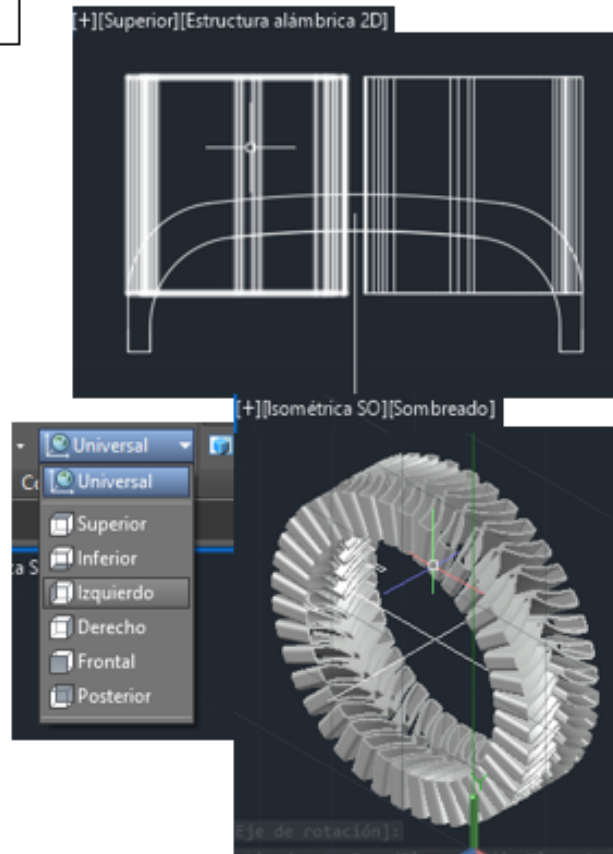 [+][Superior][Estructura alámbrica 2D]
[+][Isométrica SO][Sombreado]
Universal
Universal
Superior
Inferior
Izquierdo
Derecho
Frontal
Posterior
Eje de rotación]: